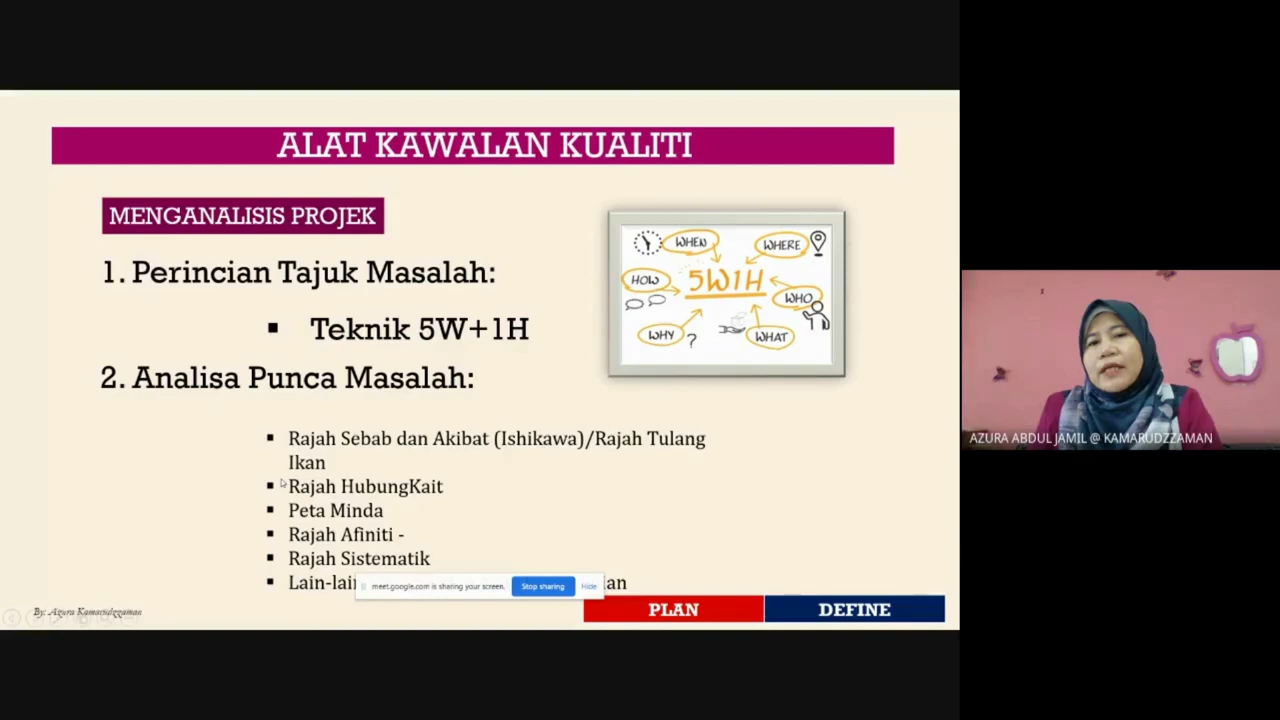 ALAT KAWALAN KUALITI
MENGANALISIS PROJEK
1. Perincian Tajuk Masalah:
▪ Teknik 5W+1H
2. Analisa Punca Masalah:
▪ Rajah Sebab dan Akibat (Ishikawa)/Rajah Tulang
Ikan
▪ Rajah HubungKait
▪ Peta Minda
▪ Rajah Afiniti -
▪ Rajah Sistematik
▪ Lain-lain
WHEN
WHERE
HOW
5W1H
WHO
WHY
?
WHAT
meet.google.com is sharing your screen.
Stop sharing
Hide
By: Azura Kamarudzzaman
PLAN
DEFINE
AZURA ABDUL JAMIL @ KAMARUDZZAMAN